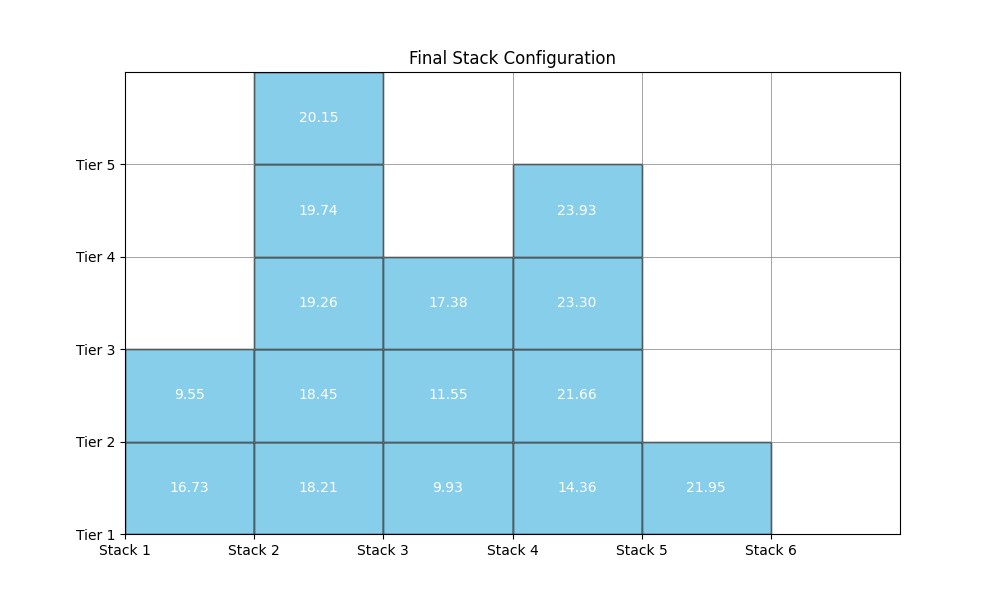 Final Stack Configuration
20.15
Tier 5
19.74 23.93
Tier 4
19.26 17.38 23.30
Tier 3
9.55 18.45 11.55 21.66
Tier 2
16.73 18.21 9.93 14.36 21.95
Tier 1
Stack 1 Stack 2 Stack 3 Stack 4 Stack 5 Stack 6